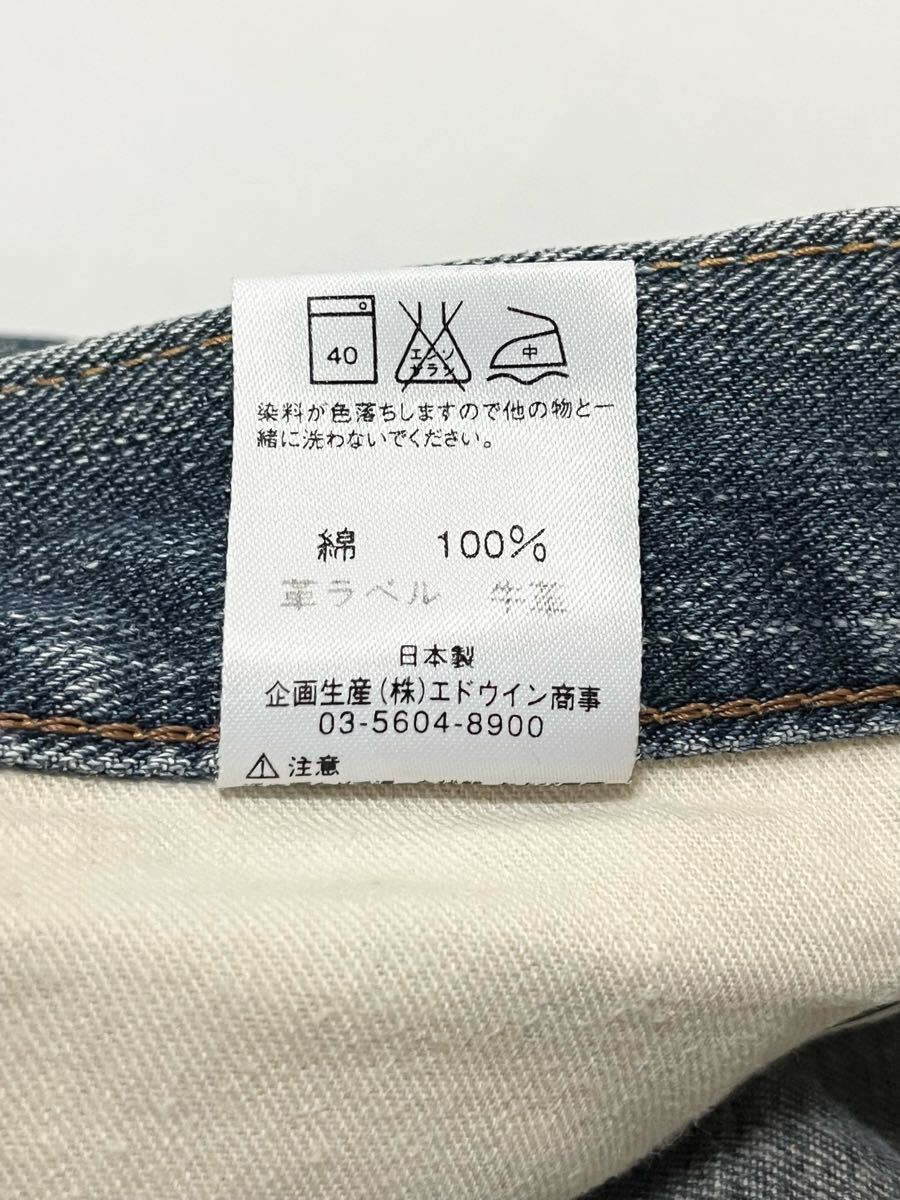 40
エンソ
サラシ
中
染料が色落ちしますので他の物と一
緒に洗わないでください。
綿 100%
革ラベル 牛革
日本製
企画生産(株)エドウイン商事
03-5604-8900
⚠ 注意